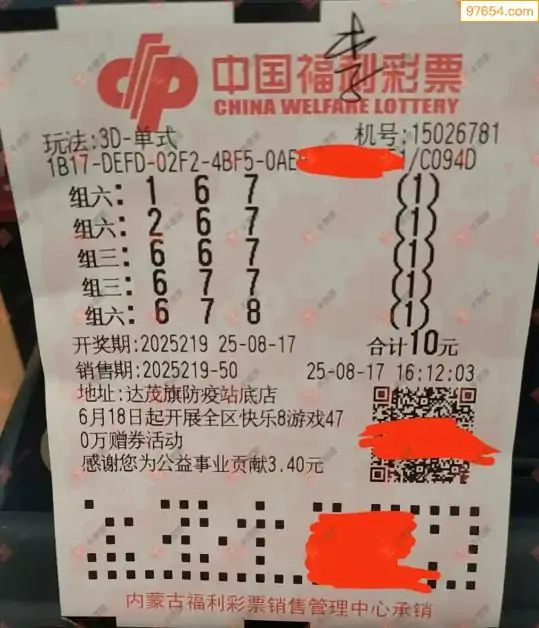 97654.com
中国福利彩票
CHINA WELFARE LOTTERY
玩法:3D-单式 机号:15026781
1B17-DEFD-02F2-4BF5-0AE 1/C094D
组六: 1 6 7 (1)
组六: 2 6 7 (1)
组三: 6 6 7 (1)
组三: 6 7 7 (1)
组六: 6 7 8 (1)
开奖期:2025219 25-08-17 合计10元
销售期:2025219-50 25-08-17 16:12:03
地址:达茂旗防疫站底店
6月18日起开展全区快乐8游戏47
0万赠券活动
感谢您为公益事业贡献3.40元
内蒙古福利彩票销售管理中心承销